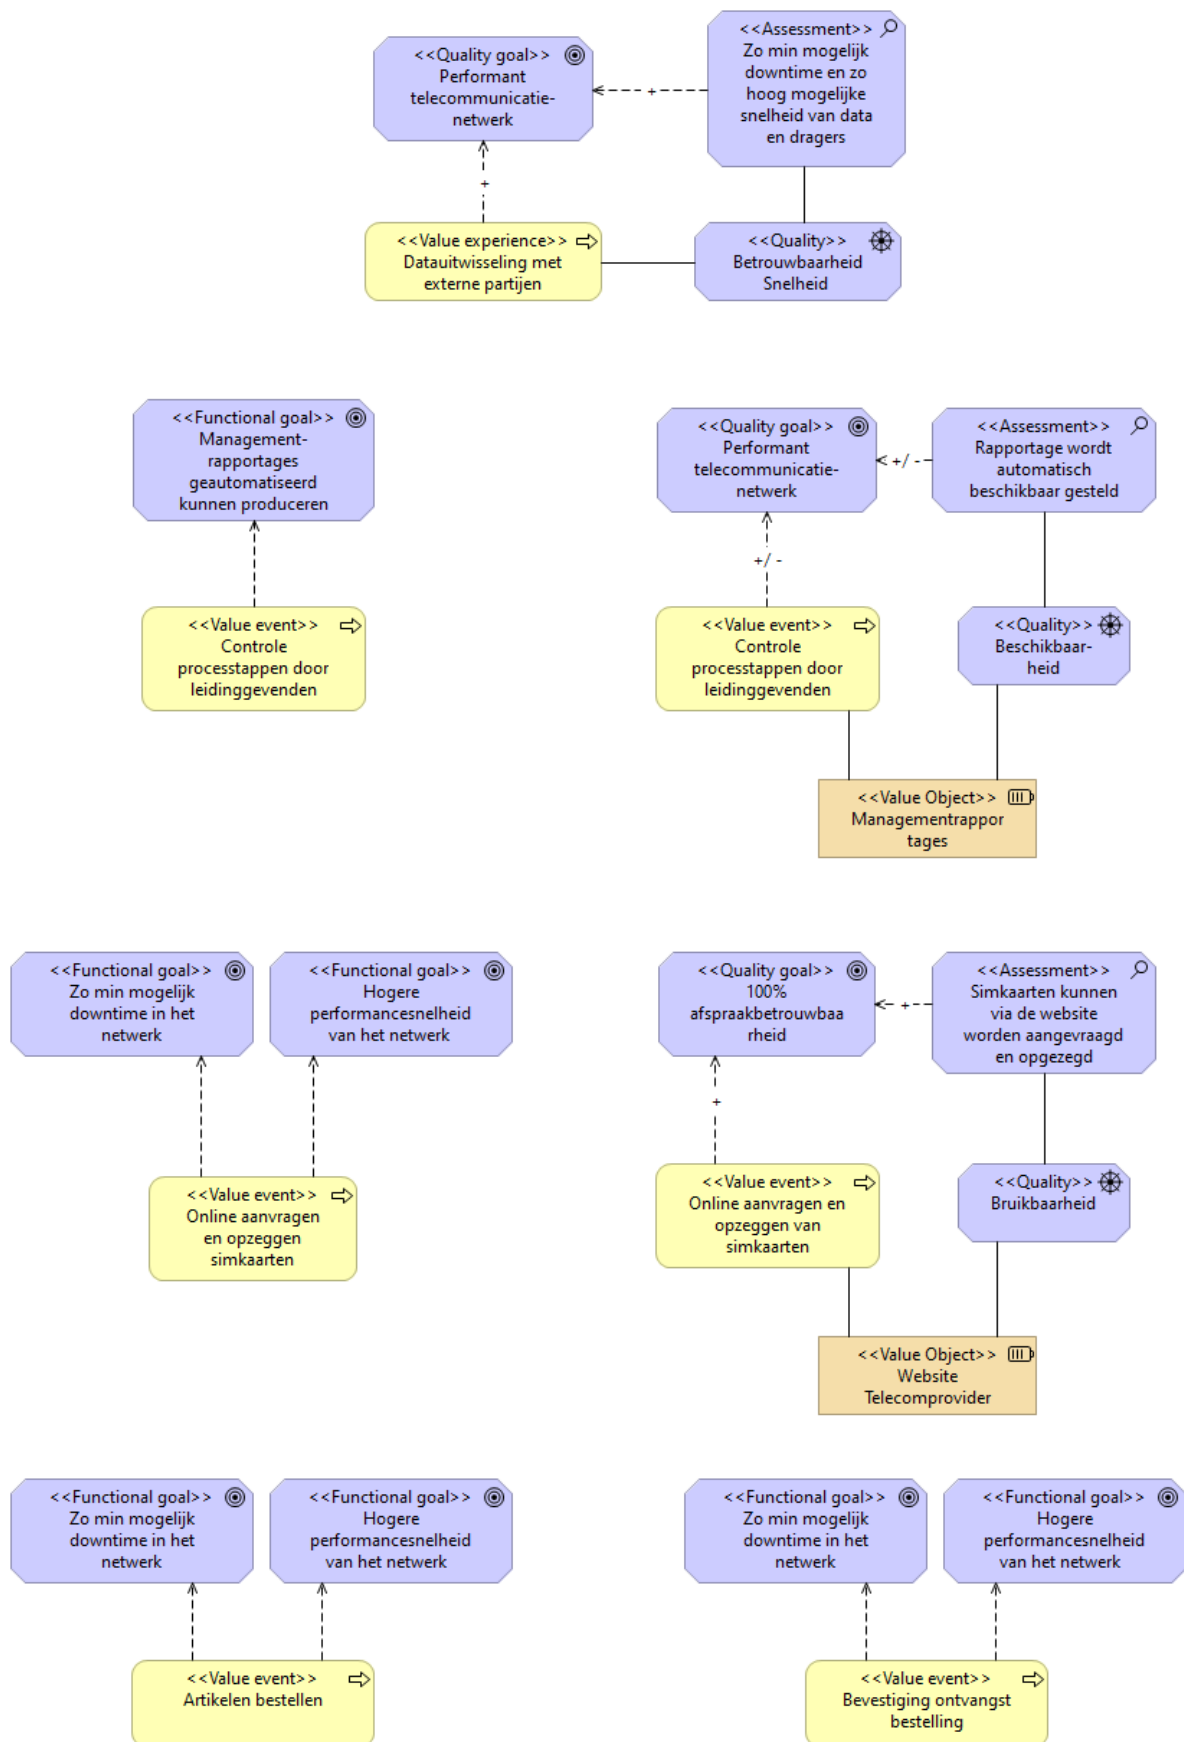 <<Quality goal>>
Performant
telecommunicatie-
netwerk
<<Assessment>>
Zo min mogelijk
downtime en zo
hoog mogelijke
snelheid van data
en dragers
+
+
<<Value experience>>
Datauitwisseling met
externe partijen
<<Quality>>
Betrouwbaarheid
Snelheid
<<Functional goal>>
Management-
rapportages
geautomatiseerd
kunnen produceren
<<Value event>>
Controle
processtappen door
leidinggevenden
<<Quality goal>>
Performant
telecommunicatie-
netwerk
<<Assessment>>
Rapportage wordt
automatisch
beschikbaar gesteld
+/ -
+/ -
<<Value event>>
Controle
processtappen door
leidinggevenden
<<Quality>>
Beschikbaar-
heid
<<Value Object>>
Managementrappor
tages
<<Functional goal>>
Zo min mogelijk
downtime in het
netwerk
<<Functional goal>>
Hogere
performancesnelheid
van het netwerk
<<Value event>>
Online aanvragen
en opzeggen
simkaarten
<<Quality goal>>
100%
afspraakbetrouwbaa
rheid
<<Assessment>>
Simkaarten kunnen
via de website
worden aangevraagd
en opgezegd
+
+
<<Value event>>
Online aanvragen en
opzeggen van
simkaarten
<<Quality>>
Bruikbaarheid
<<Value Object>>
Website
Telecomprovider
<<Functional goal>>
Zo min mogelijk
downtime in het
netwerk
<<Functional goal>>
Hogere
performancesnelheid
van het netwerk
<<Value event>>
Artikelen bestellen
<<Functional goal>>
Zo min mogelijk
downtime in het
netwerk
<<Functional goal>>
Hogere
performancesnelheid
van het netwerk
<<Value event>>
Bevestiging ontvangst
bestelling